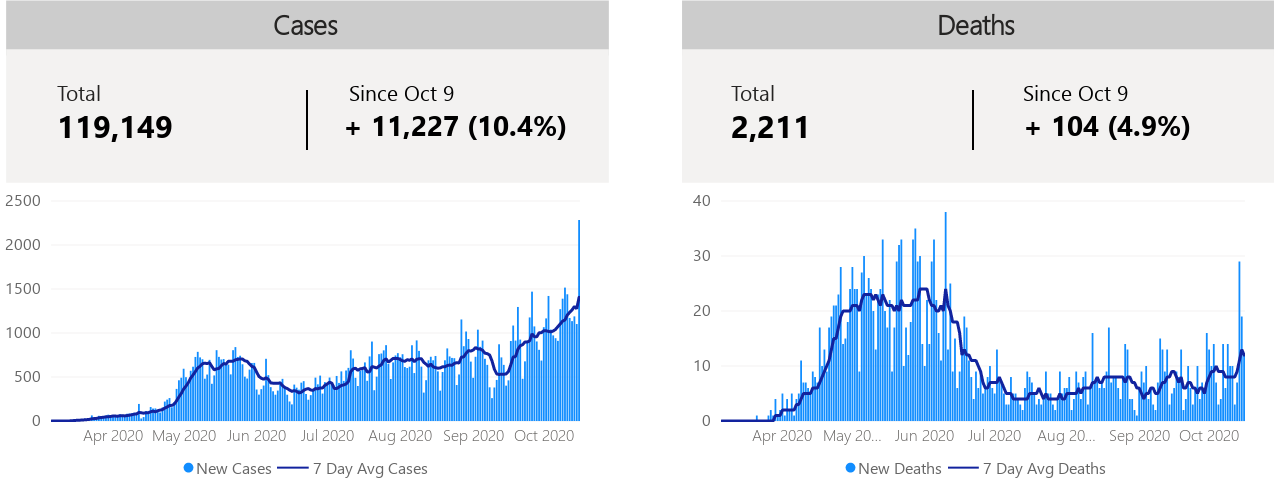 Cases
Total
119,149
Since Oct 9
+ 11,227 (10.4%)
2500
2000
1500
1000
500
0
Apr 2020 May 2020 Jun 2020 Jul 2020 Aug 2020 Sep 2020 Oct 2020
New Cases 7 Day Avg Cases
Deaths
Total
2,211
Since Oct 9
+ 104 (4.9%)
40
30
20
10
0
Apr 2020 May 20... Jun 2020 Jul 2020 Aug 20... Sep 2020 Oct 2020
New Deaths 7 Day Avg Deaths